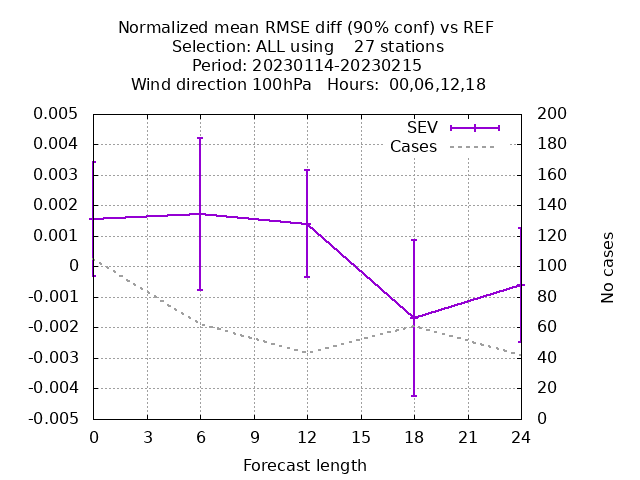 Normalized mean RMSE diff (90% conf) vs REF
Selection: ALL using    27 stations
Period: 20230114-20230215
Wind direction 100hPa   Hours:  00,06,12,18
0.005
0.004
0.003
0.002
0.001
0
-0.001
-0.002
-0.003
-0.004
-0.005
SEV
Cases
200
180
160
140
120
100
80
60
40
20
0
No cases
0 3 6 9 12 15 18 21 24
Forecast length